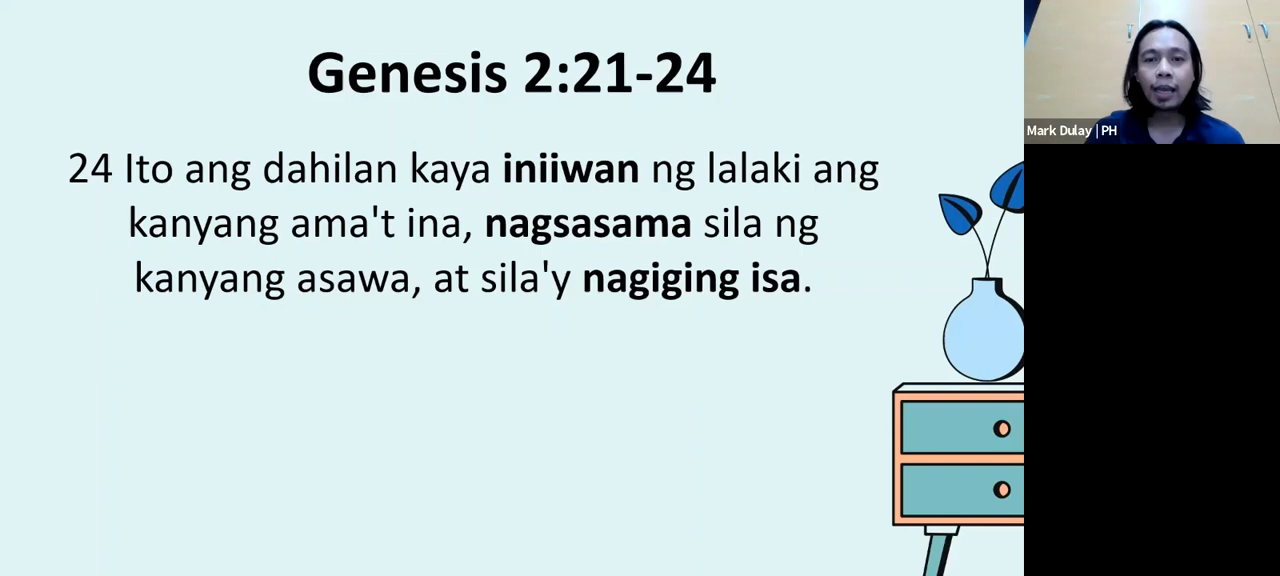 Genesis 2:21-24
24 Ito ang dahilan kaya iniiwan ng lalaki ang
kanyang ama't ina, nagsasama sila ng
kanyang asawa, at sila'y nagiging isa.
Mark Dulay | PH